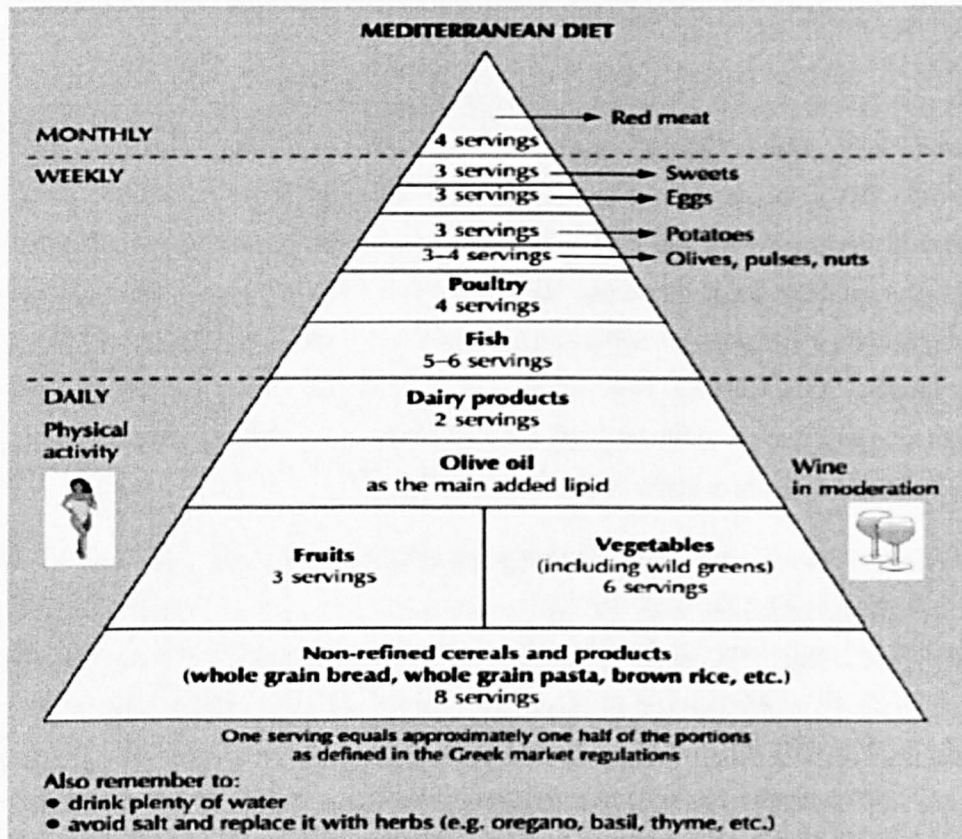 MEDITERRANEAN DIET
Red meat
MONTHLY
4 servings
WEEKLY
3 servings
Sweets
3 servings
Eggs
3 servings
Potatoes
3–4 servings
Olives, pulses, nuts
Poultry
4 servings
Fish
5–6 servings
DAILY
Dairy products
2 servings
Physical
activity
Olive oil
as the main added lipid
Wine
in moderation
Fruits
3 servings
Vegetables
(including wild greens)
6 servings
Non-refined cereals and products
(whole grain bread, whole grain pasta, brown rice, etc.)
8 servings
One serving equals approximately one half of the portions
as defined in the Greek market regulations
Also remember to:
• drink plenty of water
• avoid salt and replace it with herbs (e.g. oregano, basil, thyme, etc.)